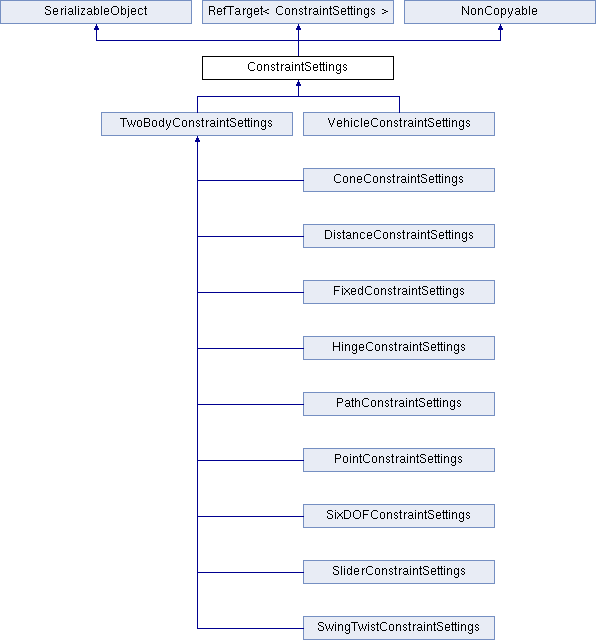 SerializableObject
RefTarget< ConstraintSettings >
NonCopyable
ConstraintSettings
TwoBodyConstraintSettings
VehicleConstraintSettings
ConeConstraintSettings
DistanceConstraintSettings
FixedConstraintSettings
HingeConstraintSettings
PathConstraintSettings
PointConstraintSettings
SixDOFConstraintSettings
SliderConstraintSettings
SwingTwistConstraintSettings